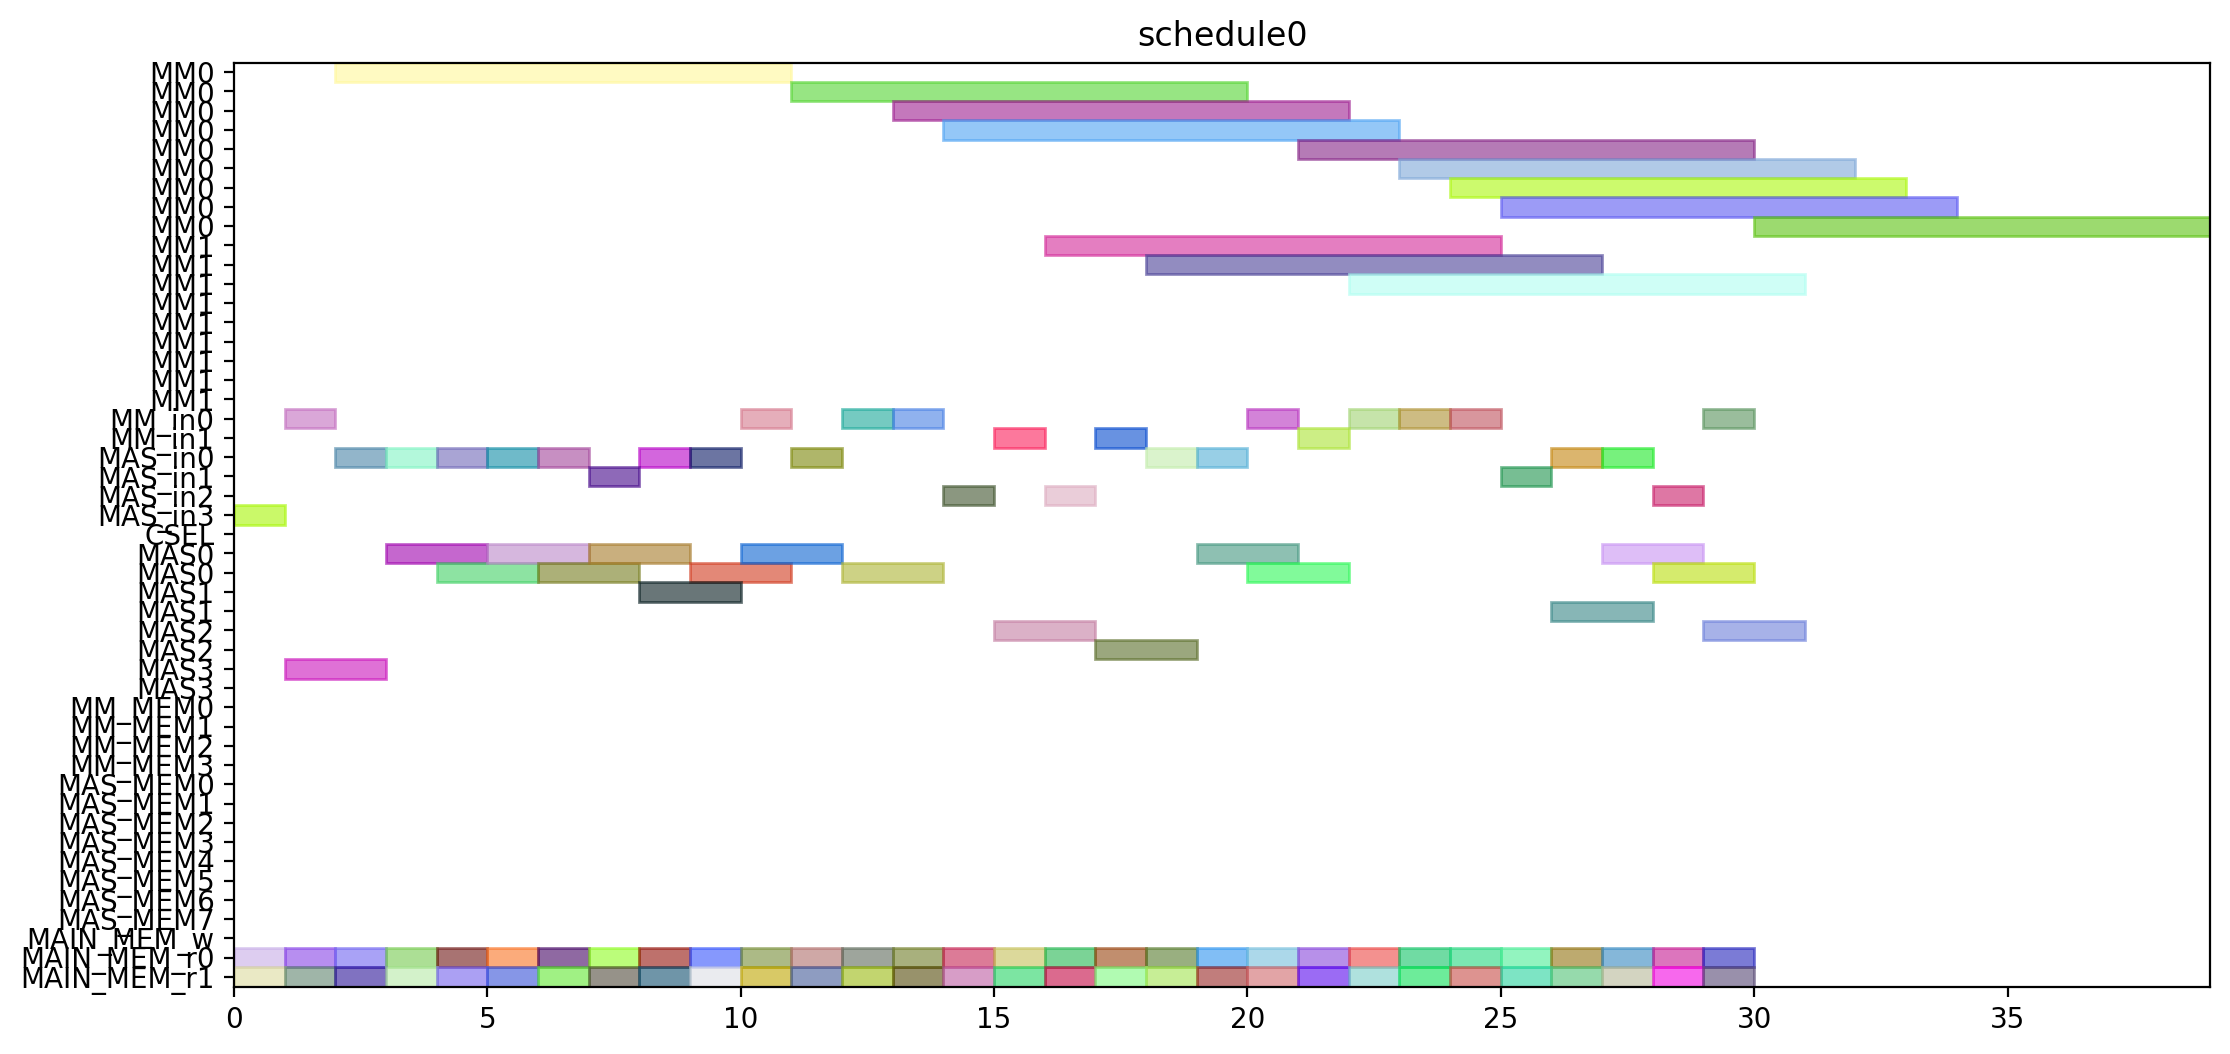 schedule0
MM0
MM0
MM0
MM0
MM0
MM0
MM0
MM0
MM0
MM1
MM1
MM1
MM1
MM1
MM1
MM1
MM1
MM1
MM_in0
MM_in1
MAS_in0
MAS_in1
MAS_in2
MAS_in3
CSEL
MAS0
MAS0
MAS1
MAS1
MAS2
MAS2
MAS3
MAS3
MM_MEM0
MM_MEM1
MM_MEM2
MM_MEM3
MAS_MEM0
MAS_MEM1
MAS_MEM2
MAS_MEM3
MAS_MEM4
MAS_MEM5
MAS_MEM6
MAS_MEM7
MAIN_MEM_w
MAIN_MEM_r0
MAIN_MEM_r1
0 5 10 15 20 25 30 35